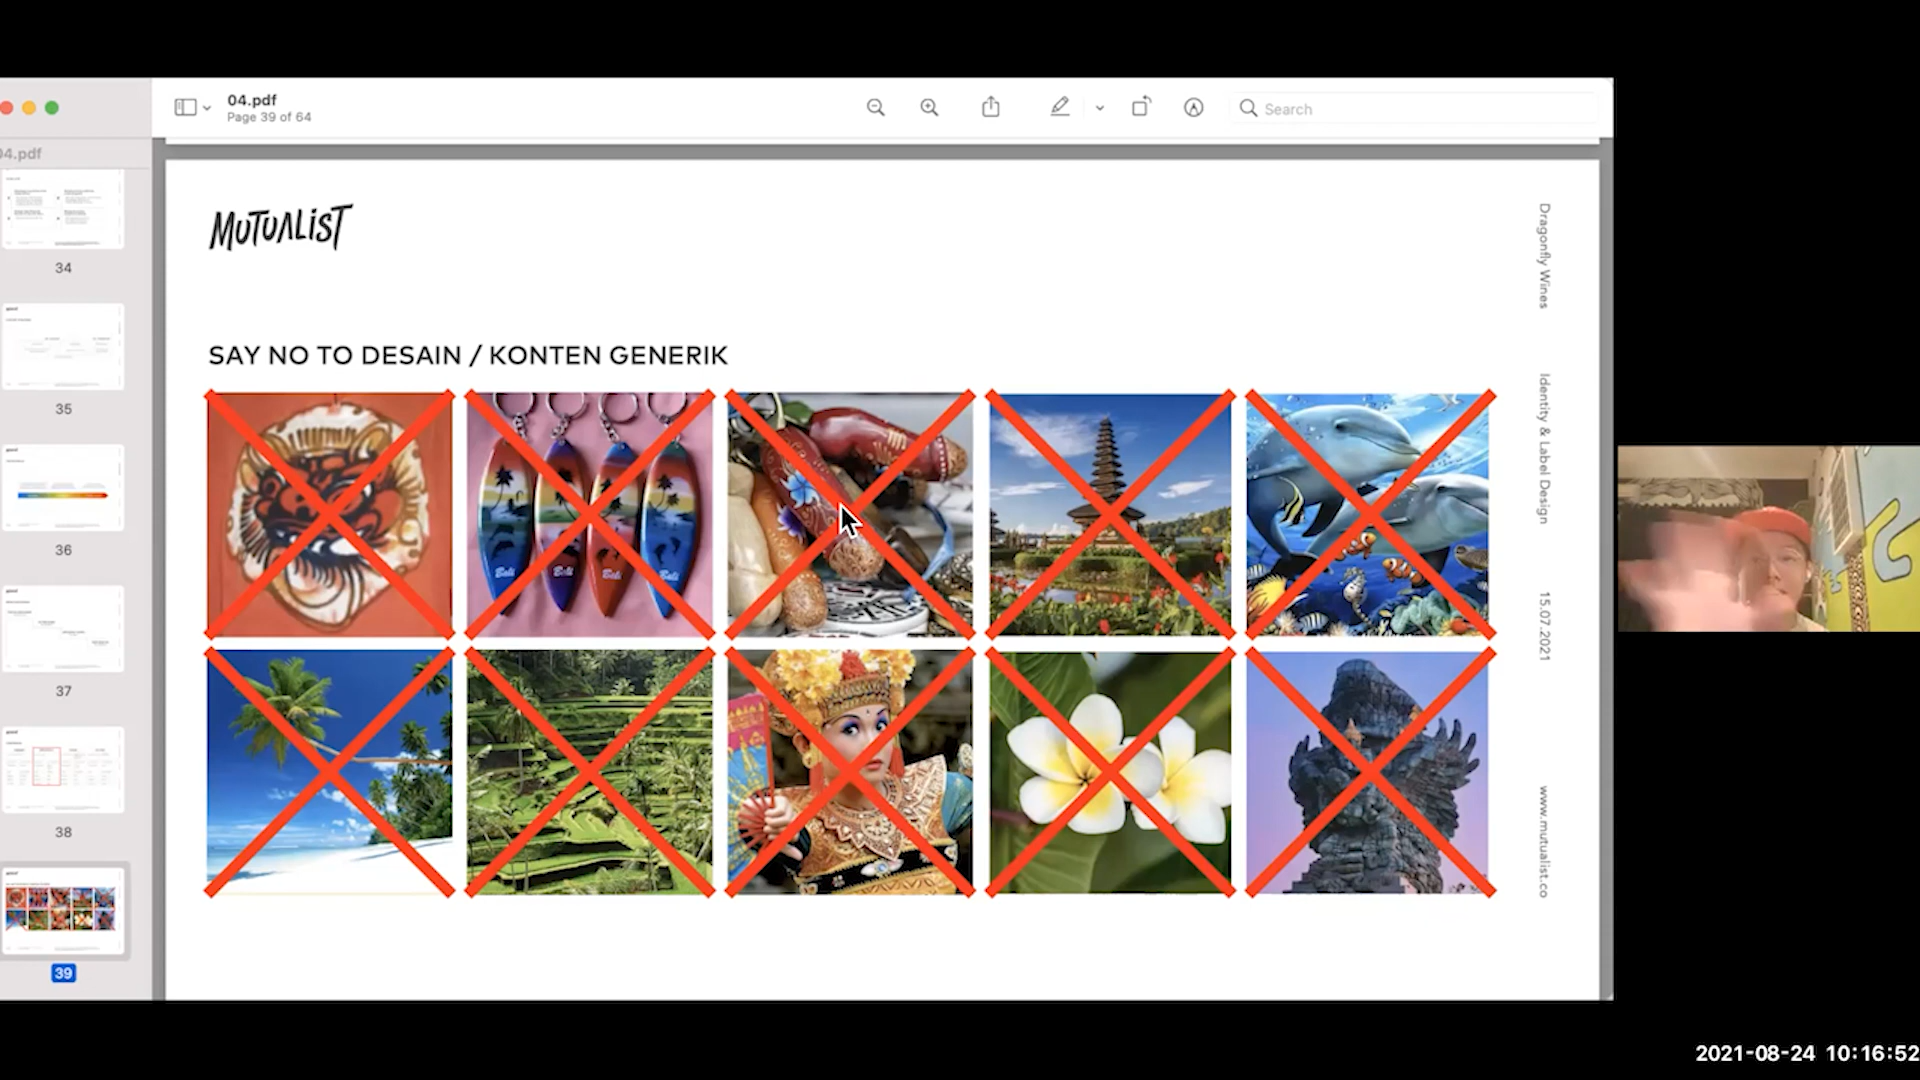 04.pdf
Page 39 of 64
Search
04.pdf
34
35
36
37
38
39
MUTUALIST
SAY NO TO DESAIN / KONTEN GENERIK
Bali
Bali
Bali
Bali
Dragonfly Wines
Identity & Label Design
15.07.2021
www.mutualist.co
2021-08-24 10:16:52